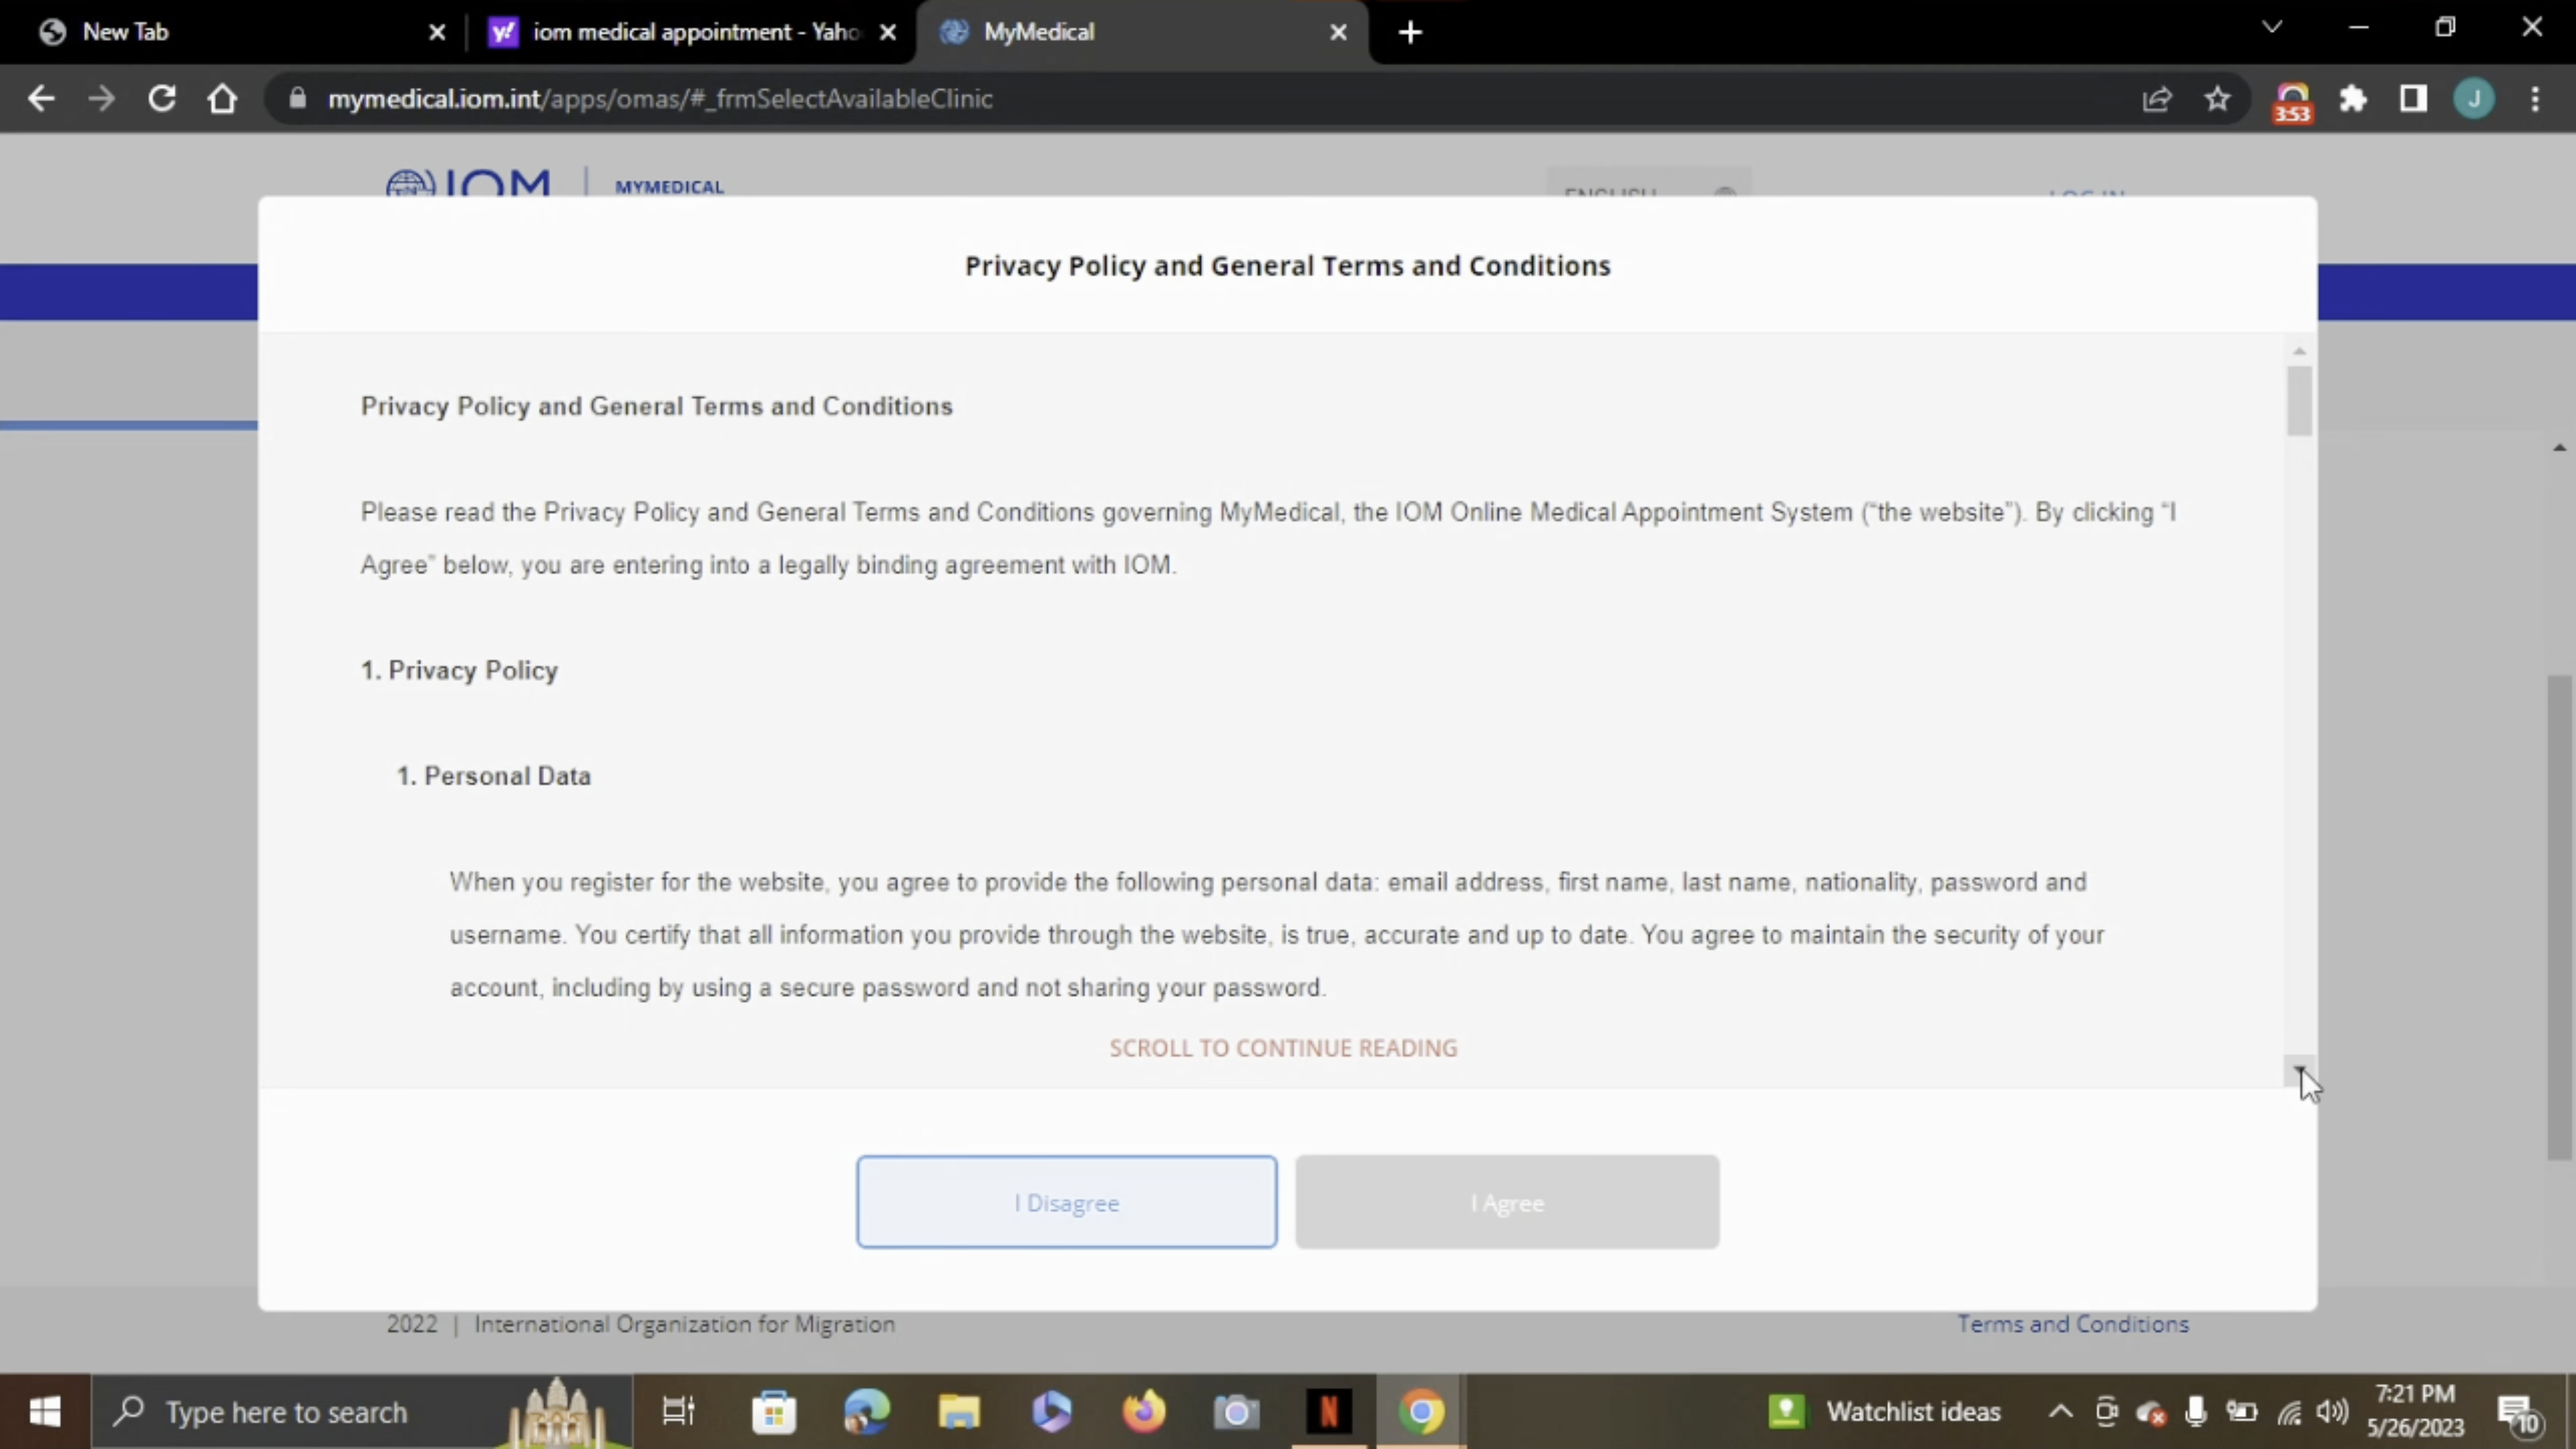 New Tab
iom medical appointment - Yaho
MyMedical
mymedical.iom.int/apps/omas/#_frmSelectAvailableClinic
3:53
J
IOM
MYMEDICAL
ENGLISH
LOG IN
Privacy Policy and General Terms and Conditions
Privacy Policy and General Terms and Conditions
Please read the Privacy Policy and General Terms and Conditions governing MyMedical, the IOM Online Medical Appointment System (“the website”). By clicking “I
Agree” below, you are entering into a legally binding agreement with IOM.
1. Privacy Policy
1. Personal Data
When you register for the website, you agree to provide the following personal data: email address, first name, last name, nationality, password and
username. You certify that all information you provide through the website, is true, accurate and up to date. You agree to maintain the security of your
account, including by using a secure password and not sharing your password.
SCROLL TO CONTINUE READING
I Disagree
I Agree
2022 | International Organization for Migration
Terms and Conditions
Type here to search
N
Watchlist ideas
7:21 PM
5/26/2023
10